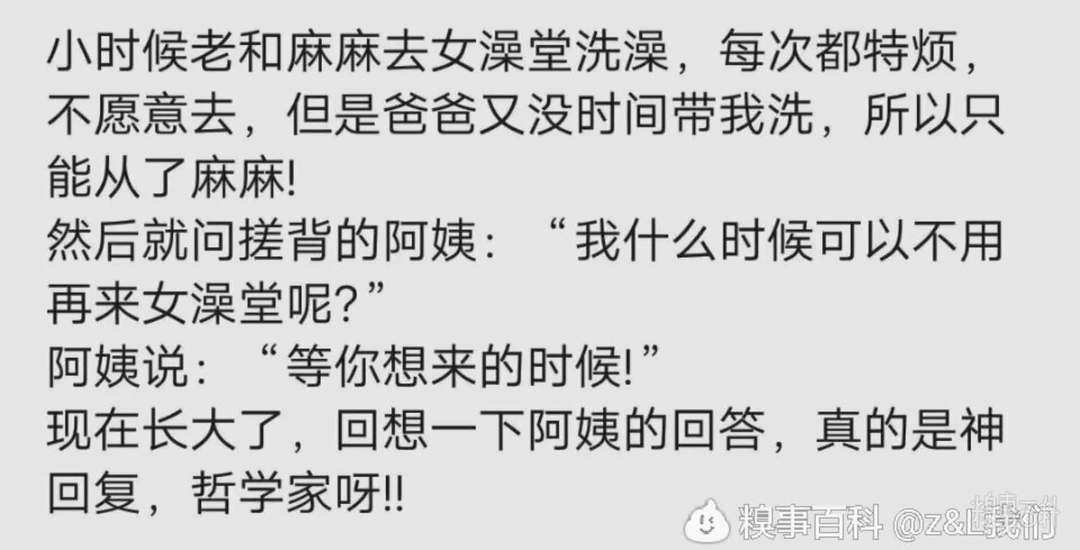 小时候老和麻麻去女澡堂洗澡，每次都特烦，
不愿意去，但是爸爸又没时间带我洗，所以只
能从了麻麻!
然后就问搓背的阿姨：“我什么时候可以不用
再来女澡堂呢?”
阿姨说：“等你想来的时候!”
现在长大了，回想一下阿姨的回答，真的是神
回复，哲学家呀!!
糗事百科
糗事百科 @z&L我们